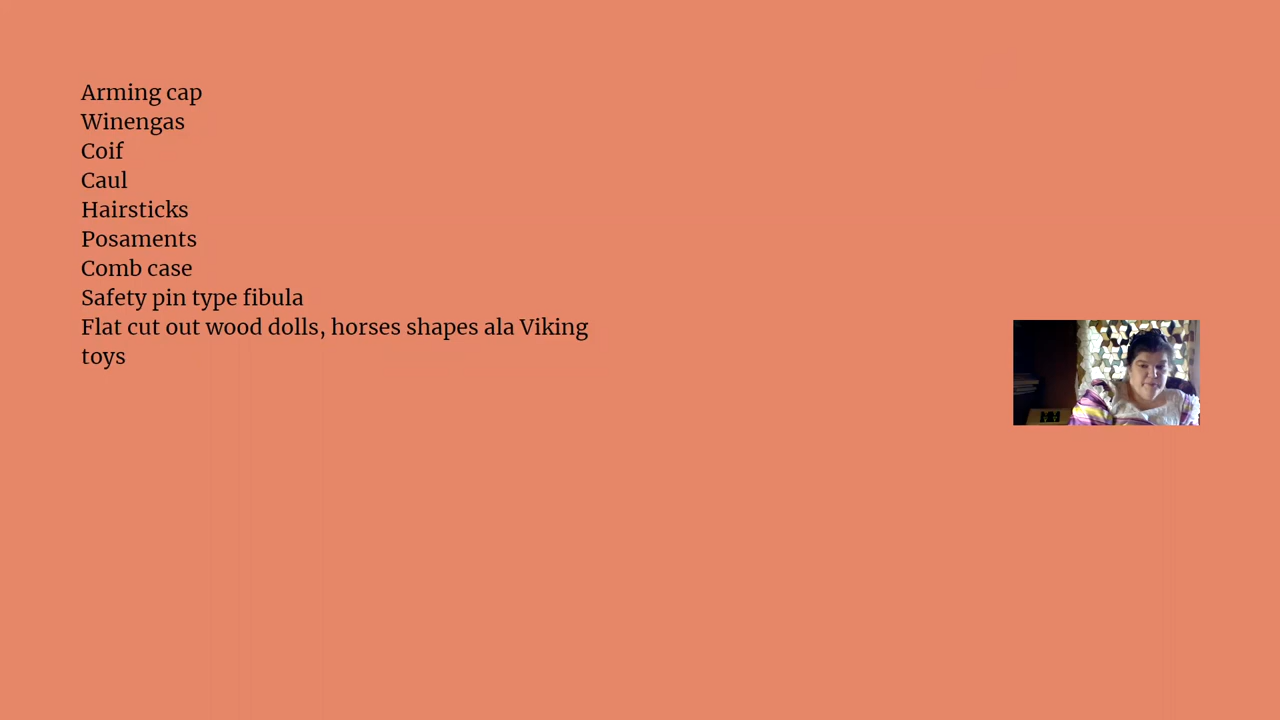 Arming cap
Winengas
Coif
Caul
Hairsticks
Posaments
Comb case
Safety pin type fibula
Flat cut out wood dolls, horses shapes ala Viking
toys